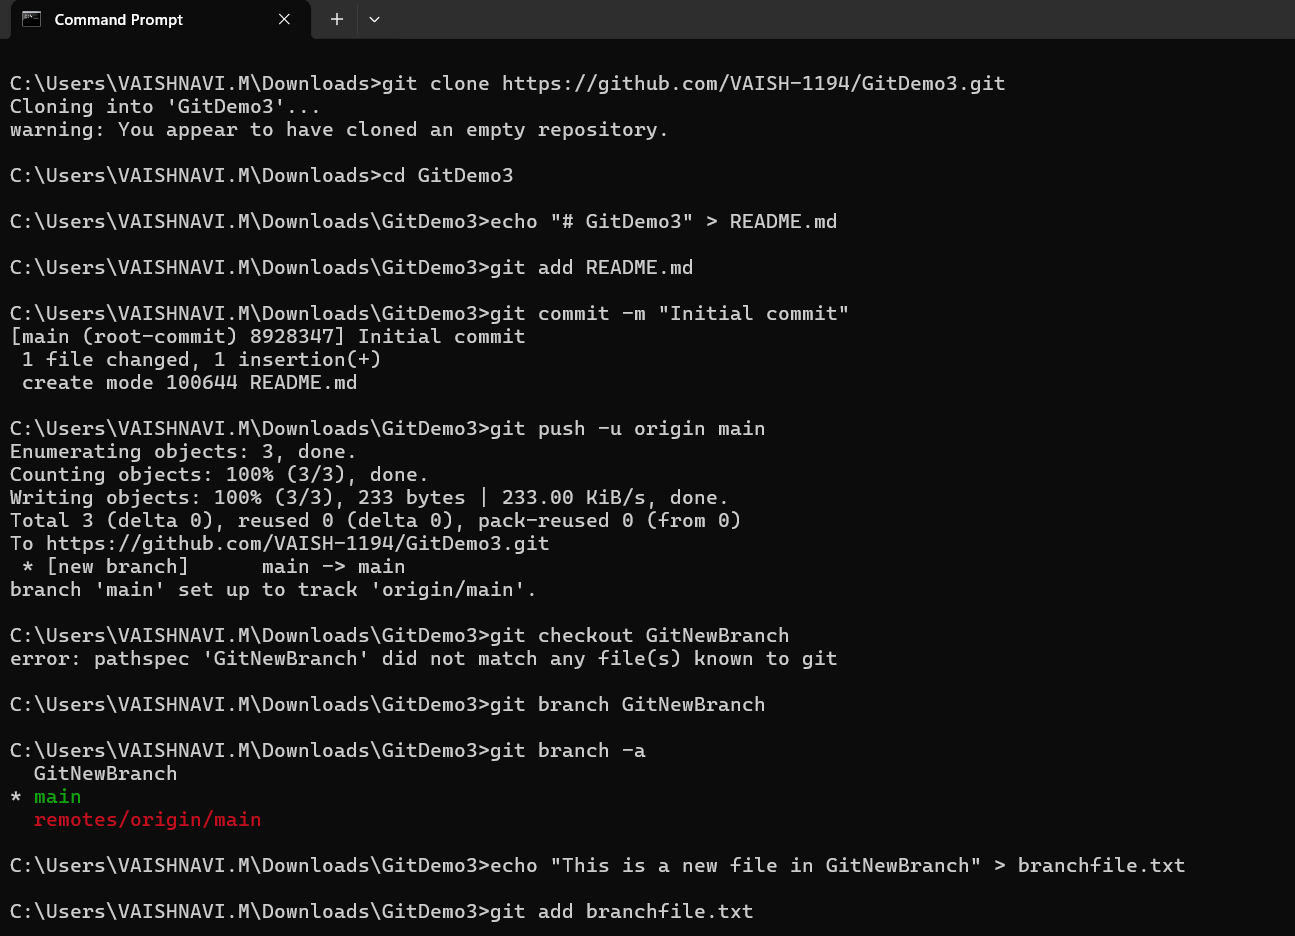 Command Prompt
C:\Users\VAISHNAVI.M\Downloads>git clone https://github.com/VAISH-1194/GitDemo3.git
Cloning into 'GitDemo3'...
warning: You appear to have cloned an empty repository.
C:\Users\VAISHNAVI.M\Downloads>cd GitDemo3
C:\Users\VAISHNAVI.M\Downloads\GitDemo3>echo "# GitDemo3" > README.md
C:\Users\VAISHNAVI.M\Downloads\GitDemo3>git add README.md
C:\Users\VAISHNAVI.M\Downloads\GitDemo3>git commit -m "Initial commit"
[main (root-commit) 8928347] Initial commit
 1 file changed, 1 insertion(+)
 create mode 100644 README.md
C:\Users\VAISHNAVI.M\Downloads\GitDemo3>git push -u origin main
Enumerating objects: 3, done.
Counting objects: 100% (3/3), done.
Writing objects: 100% (3/3), 233 bytes | 233.00 KiB/s, done.
Total 3 (delta 0), reused 0 (delta 0), pack-reused 0 (from 0)
To https://github.com/VAISH-1194/GitDemo3.git
 * [new branch]      main -> main
branch 'main' set up to track 'origin/main'.
C:\Users\VAISHNAVI.M\Downloads\GitDemo3>git checkout GitNewBranch
error: pathspec 'GitNewBranch' did not match any file(s) known to git
C:\Users\VAISHNAVI.M\Downloads\GitDemo3>git branch GitNewBranch
C:\Users\VAISHNAVI.M\Downloads\GitDemo3>git branch -a
  GitNewBranch
* main
  remotes/origin/main
C:\Users\VAISHNAVI.M\Downloads\GitDemo3>echo "This is a new file in GitNewBranch" > branchfile.txt
C:\Users\VAISHNAVI.M\Downloads\GitDemo3>git add branchfile.txt